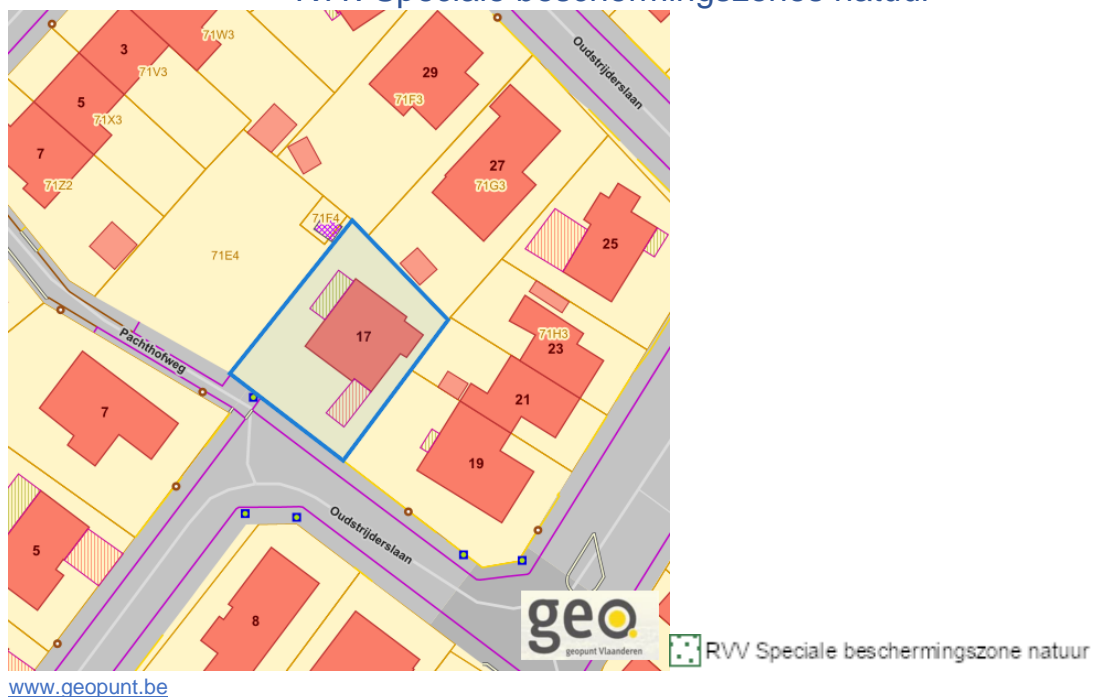 RVV Speciale beschermingszones natuur
71W3
Oudstrijderslaan
3
29
71V3
71F3
5
71X3
7
27
71Z2
71G3
71F4
25
71E4
71H3
17
23
Pachthofweg
21
7
19
Oudstrijderslaan
5
8
geo
geopunt Vlaanderen
RVV Speciale beschermingszone natuur
www.geopunt.be